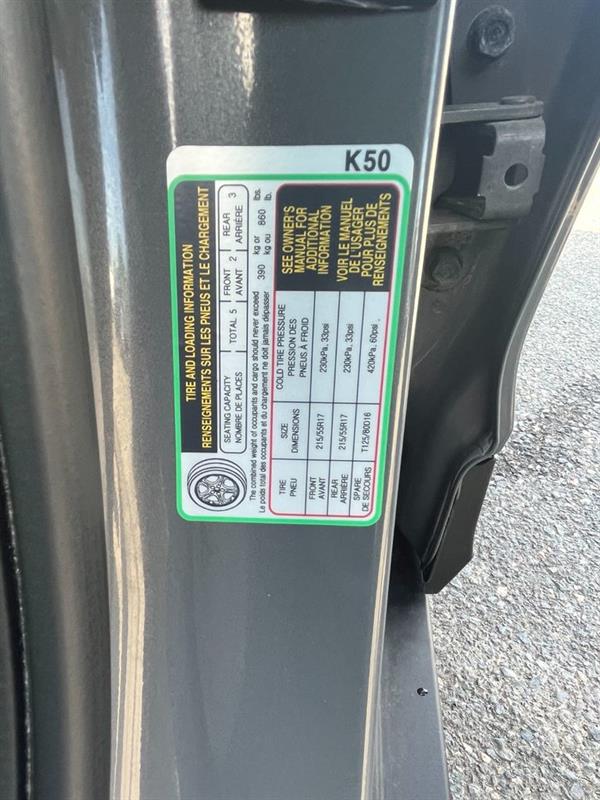 K50
TIRE AND LOADING INFORMATION
RENSEIGNEMENTS SUR LES PNEUS ET LE CHARGEMENT
SEATING CAPACITY TOTAL 5 FRONT 2 REAR 3
NOMBRE DE PLACES AVANT ARRIÈRE
The combined weight of occupants and cargo should never exceed 390 kg or 860 lbs.
Le poids total des occupants et du chargement ne doit jamais dépasser kg ou lb.
TIRE SIZE COLD TIRE PRESSURE
PNEU DIMENSIONS PRESSION DES PNEUS À FROID
FRONT AVANT 215/55R17 230kPa, 33psi
REAR ARRIÈRE 215/55R17 230kPa, 33psi
SPARE DE SECOURS T125/80D16 420kPa, 60psi
SEE OWNER'S
MANUAL FOR
ADDITIONAL
INFORMATION
VOIR LE MANUEL
DE L'USAGER
POUR PLUS DE
RENSEIGNEMENTS